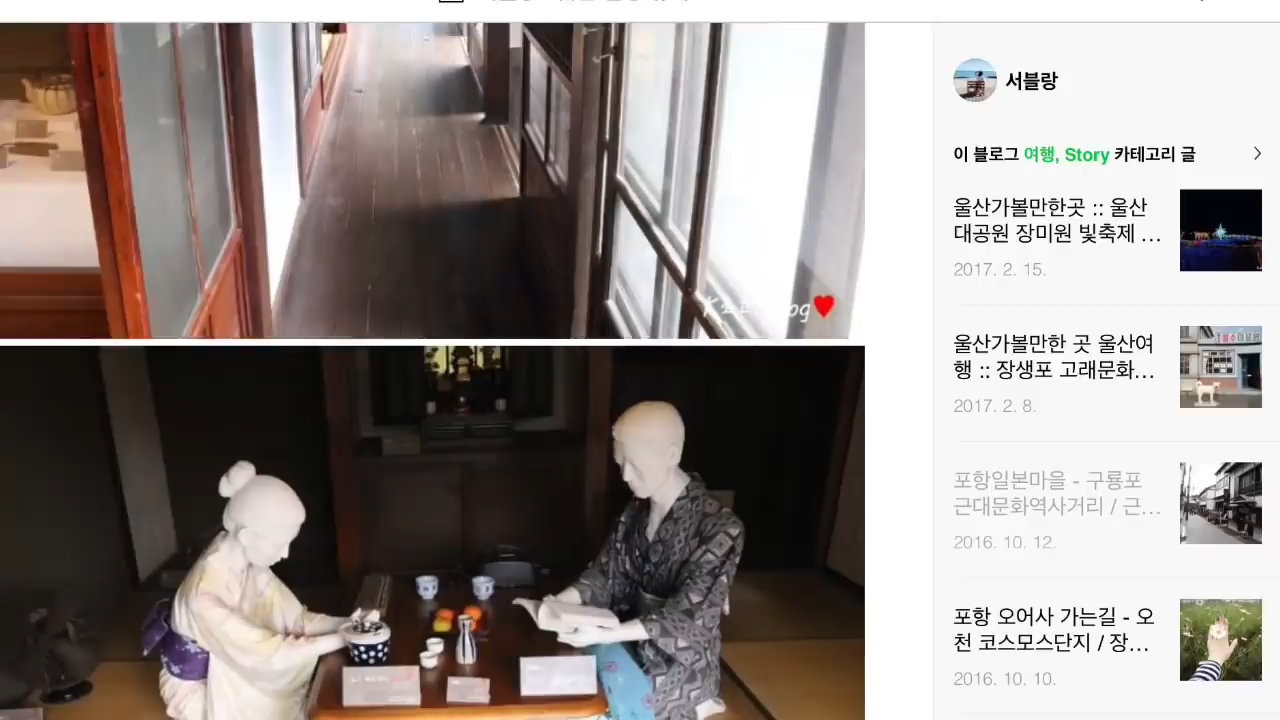 서블랑
이 블로그 여행, Story 카테고리 글
울산가볼만한곳 :: 울산
대공원 장미원 빛축제 ...
2017. 2. 15.
울산가볼만한 곳 울산여
행 :: 장생포 고래문화...
2017. 2. 8.
포항일본마을 - 구룡포
근대문화역사거리 / 근...
2016. 10. 12.
포항 오어사 가는길 - 오
천 코스모스단지 / 장...
2016. 10. 10.